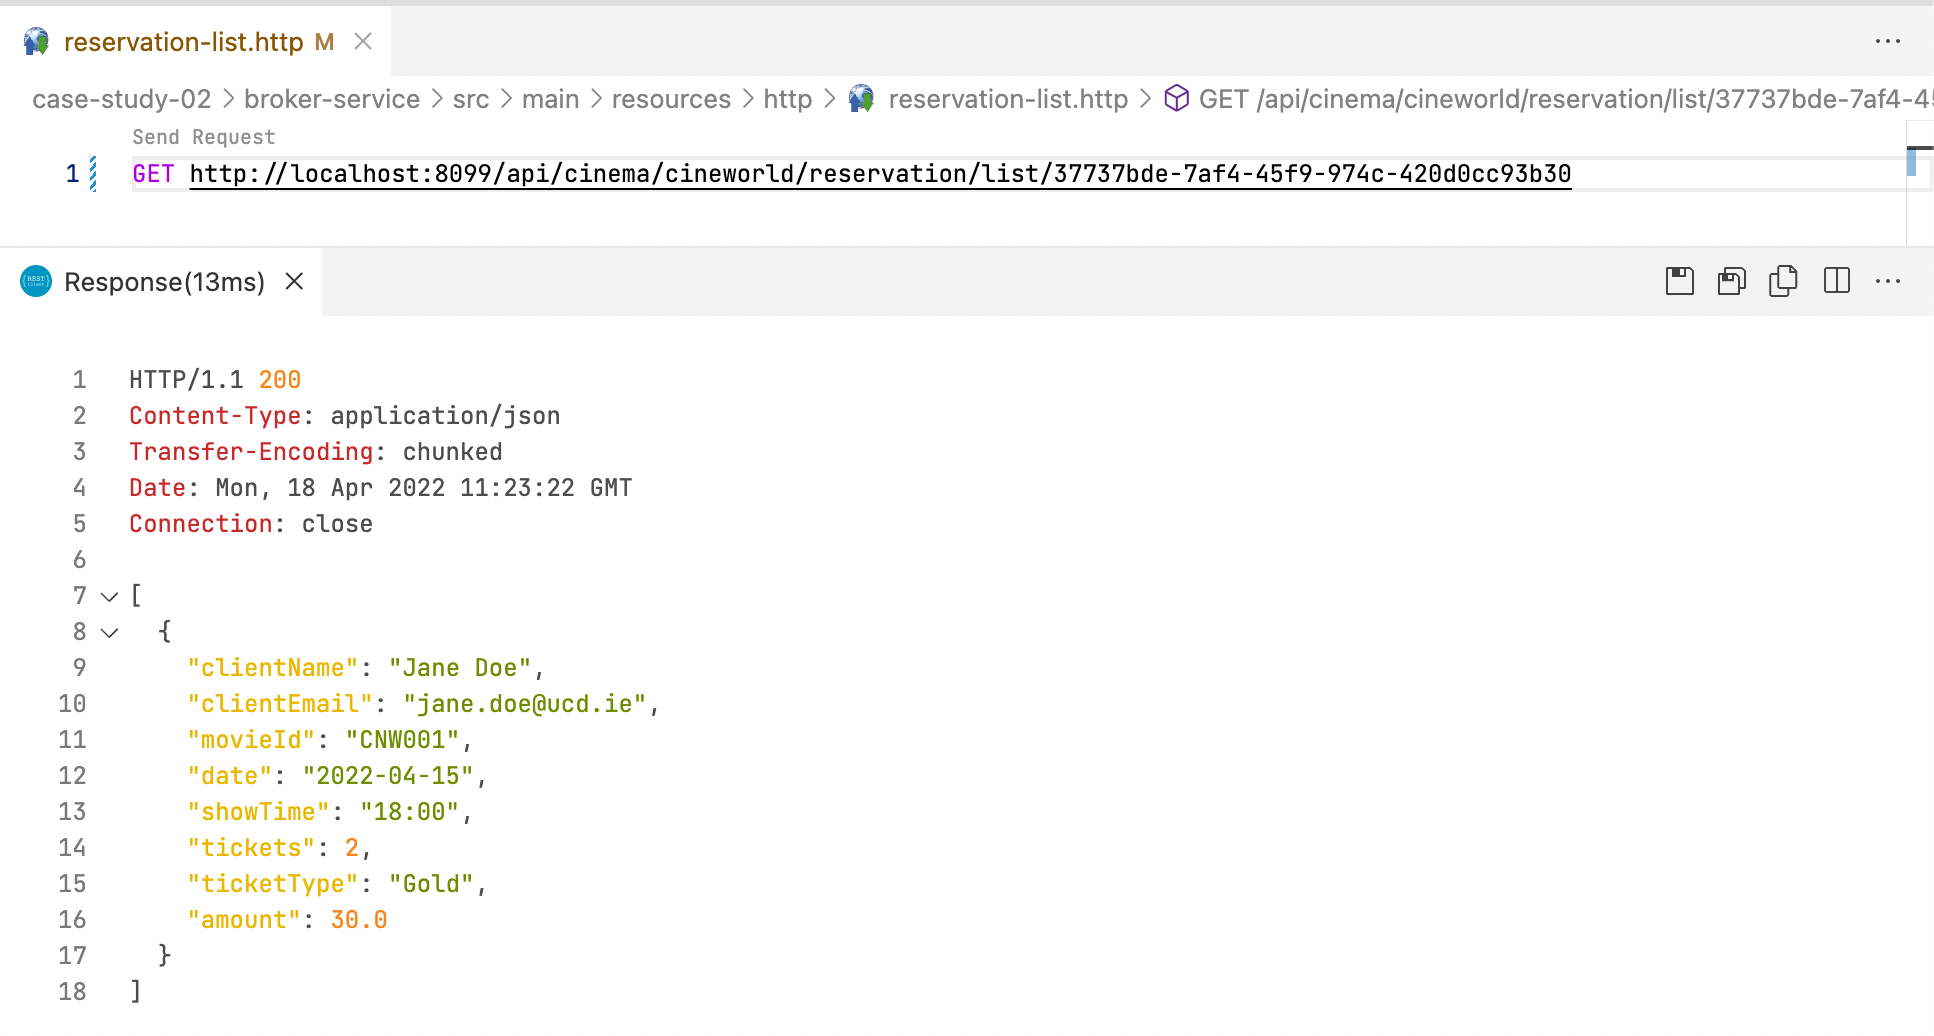 reservation-list.http M
case-study-02 > broker-service > src > main > resources > http > reservation-list.http > GET /api/cinema/cineworld/reservation/list/37737bde-7af4-45
Send Request
1 GET http://localhost:8099/api/cinema/cineworld/reservation/list/37737bde-7af4-45f9-974c-420d0cc93b30
Response(13ms)
1 HTTP/1.1 200
2 Content-Type: application/json
3 Transfer-Encoding: chunked
4 Date: Mon, 18 Apr 2022 11:23:22 GMT
5 Connection: close
6
7 [
8 {
9 "clientName": "Jane Doe",
10 "clientEmail": "jane.doe@ucd.ie",
11 "movieId": "CNW001",
12 "date": "2022-04-15",
13 "showTime": "18:00",
14 "tickets": 2,
15 "ticketType": "Gold",
16 "amount": 30.0
17 }
18 ]